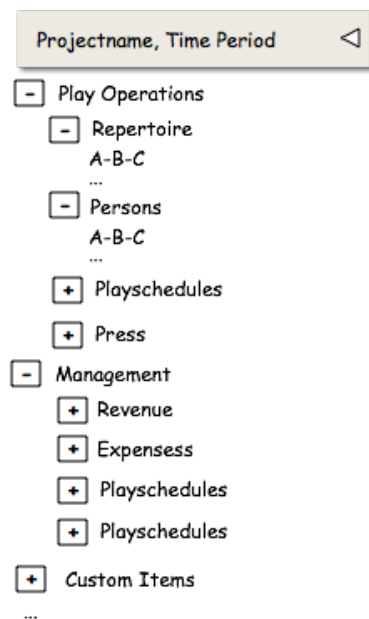 Projectname, Time Period
- Play Operations
- Repertoire
A-B-C
...
- Persons
A-B-C
...
+ Playschedules
+ Press
- Management
+ Revenue
+ Expensess
+ Playschedules
+ Playschedules
+ Custom Items
...